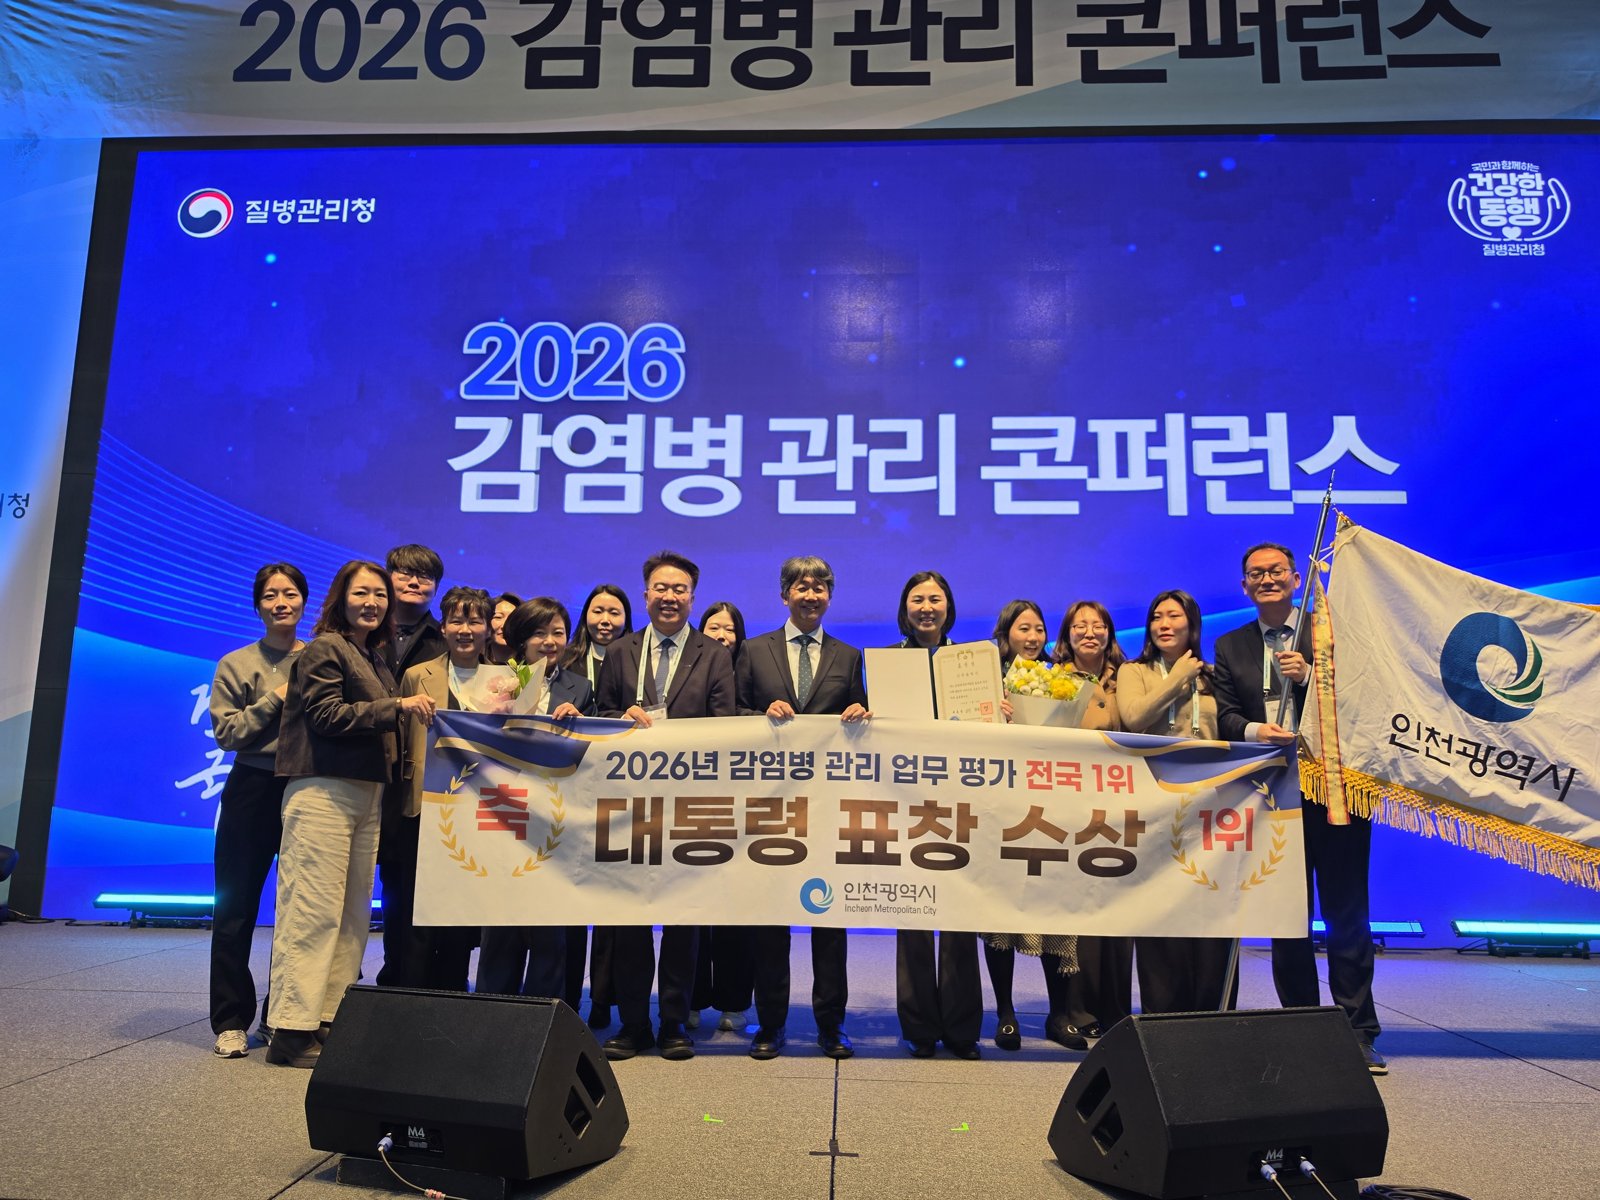 2026 감염병 관리 콘퍼런스
질병관리청
국민과 함께하는
건강한
동행
질병관리청
2026
감염병 관리 콘퍼런스
청
2026년 감염병 관리 업무 평가 전국 1위
축
대통령 표창 수상
1위
인천광역시
Incheon Metropolitan City
인천광역시
M4
M4